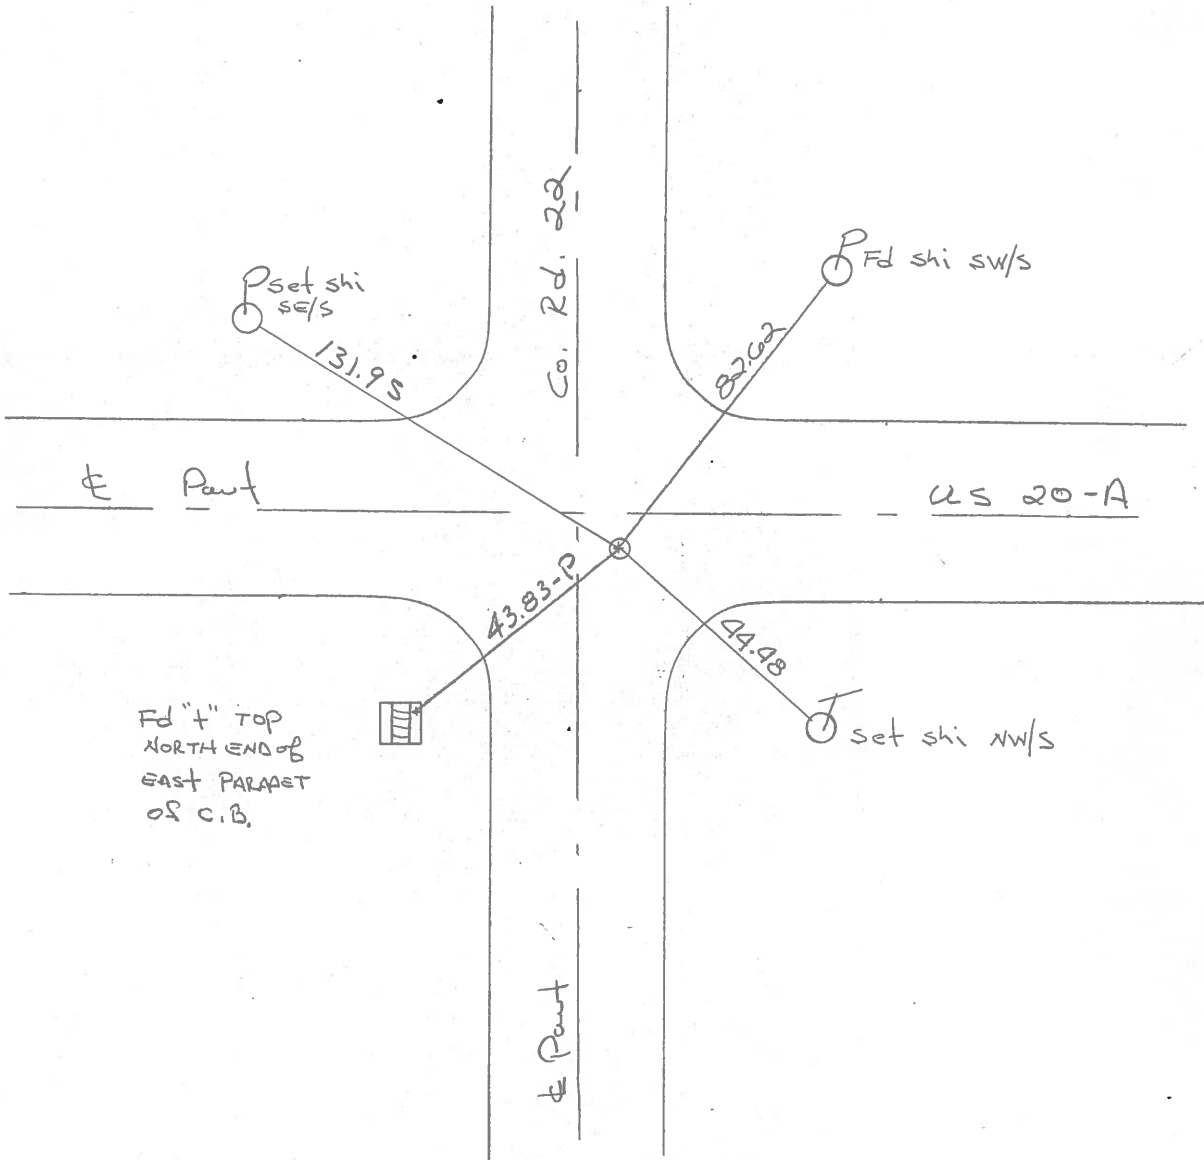 Co. Rd. 22
P
Fd shi SW/S
P
Set shi
SE/S
131.95
82.62
℄ Pavt
US 20-A
43.83-P
44.48
Fd "+" TOP
NORTH END of
EAST PARAPET
of C.B.
T
set shi NW/S
℄ Pavt